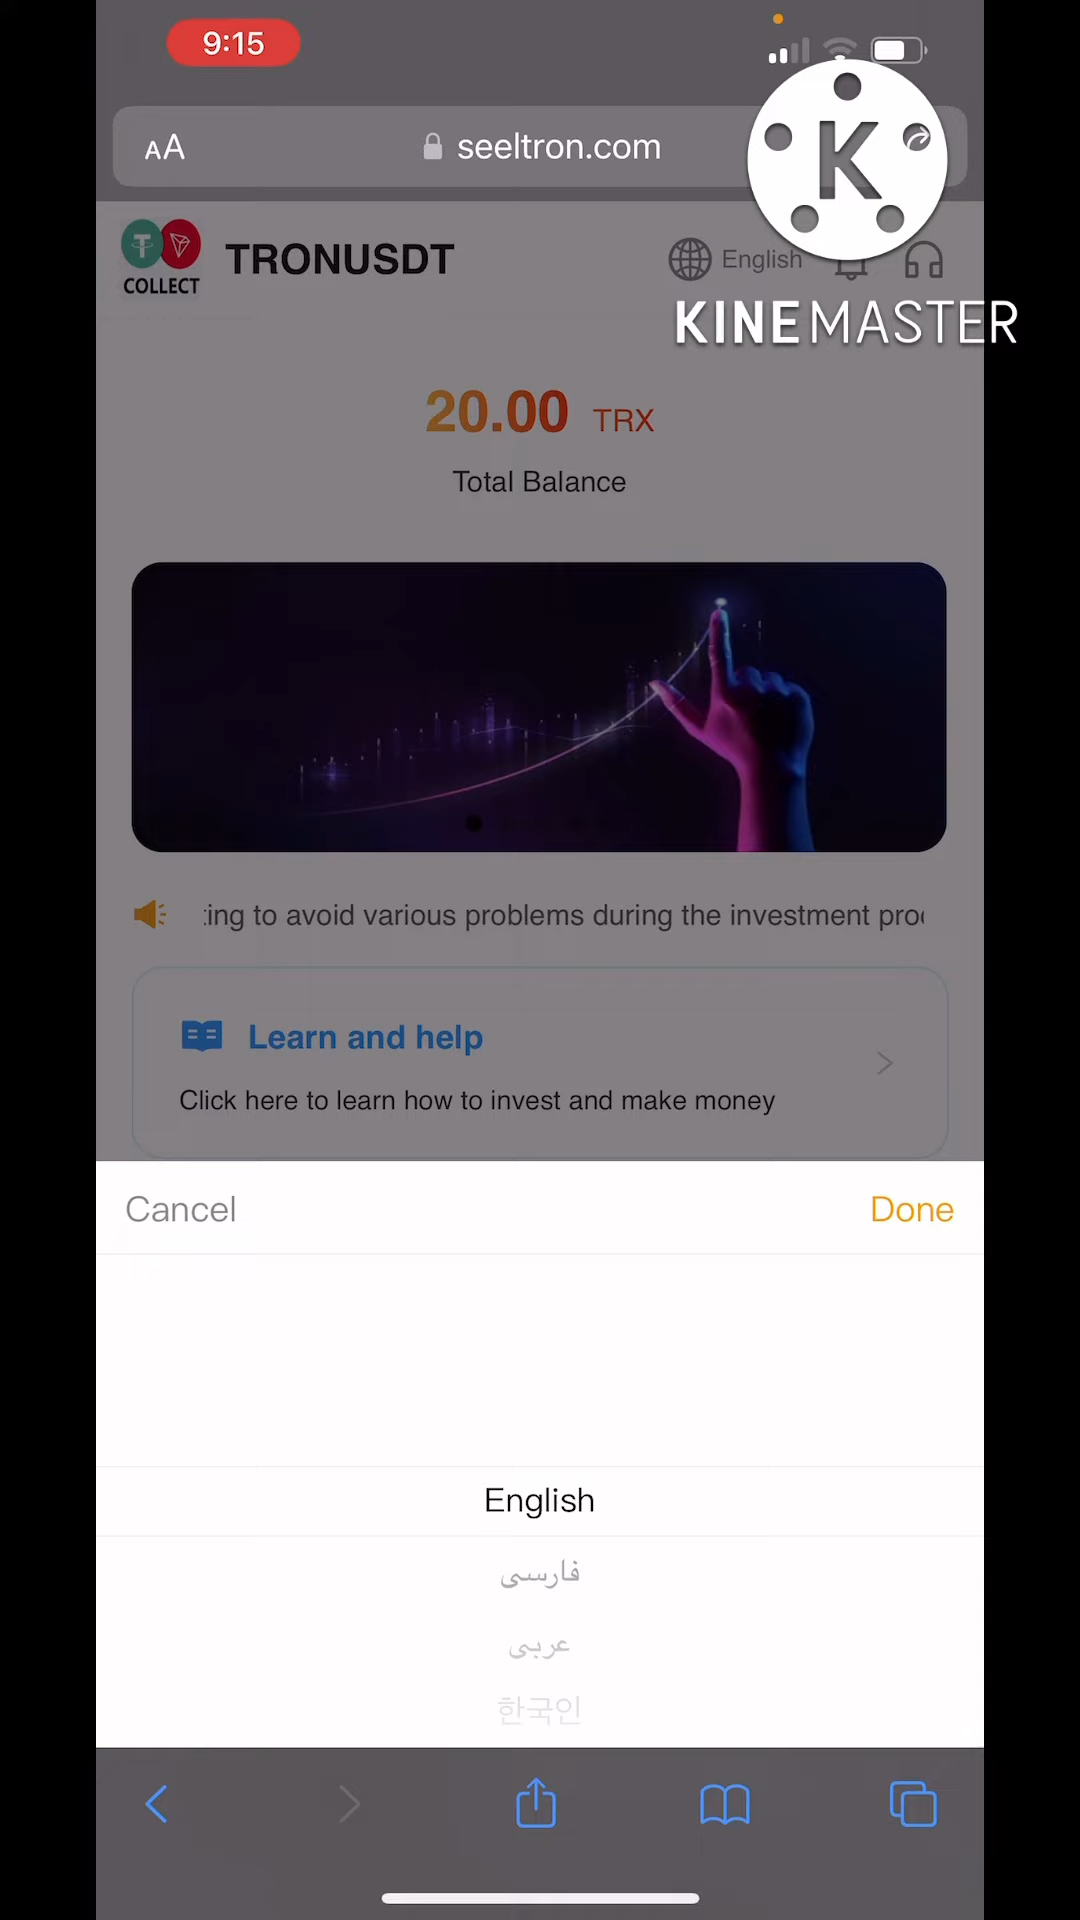 9:15
AA
seeltron.com
K
KINEMASTER
COLLECT
TRONUSDT
English
20.00 TRX
Total Balance
to avoid various problems during the investment
Learn and help
Click here to learn how to invest and make money
Cancel
Done
English
فارسی
عربی
한국인